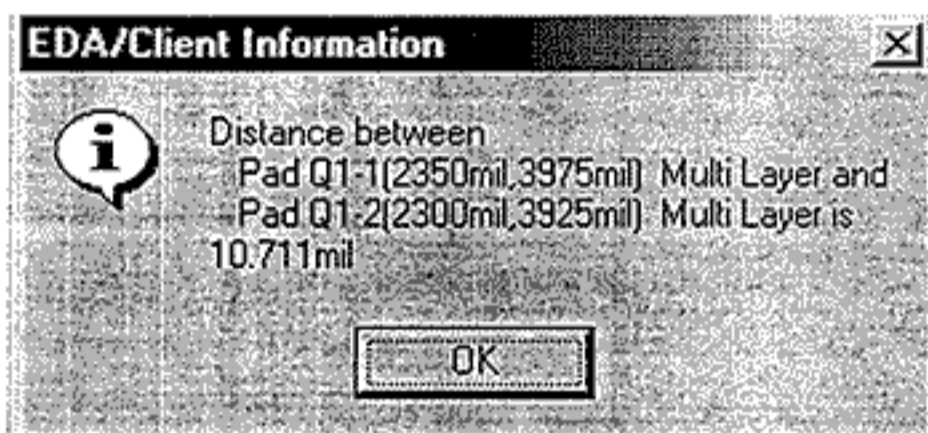 EDA/Client Information
Distance between
Pad Q1-1(2350mil,3975mil) Multi Layer and
Pad Q1-2(2300mil,3925mil) Multi Layer is
10.711mil
OK